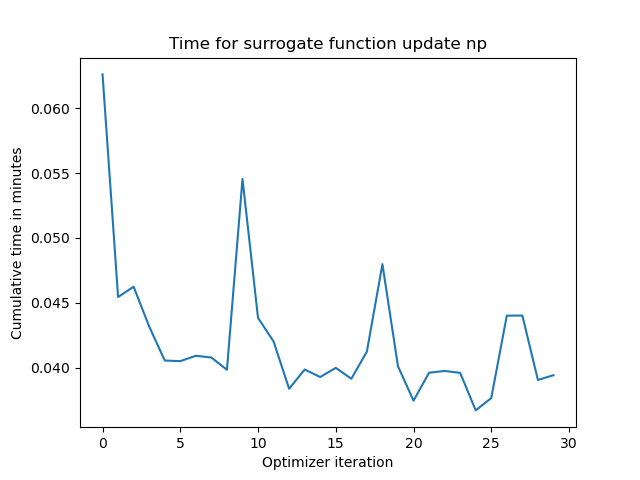 Time for surrogate function update np
Cumulative time in minutes
0.060
0.055
0.050
0.045
0.040
0 5 10 15 20 25 30
Optimizer iteration